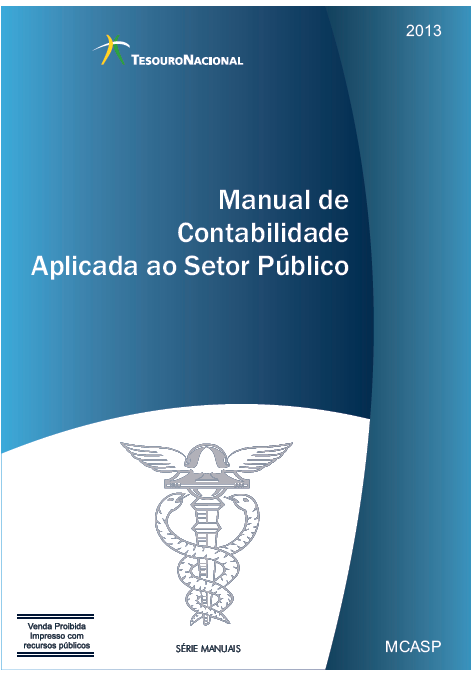 2013
TESOURONACIONAL
Manual de
Contabilidade
Aplicada ao Setor Público
Venda Proibida
Impresso com
recursos públicos
SÉRIE MANUAIS
MCASP